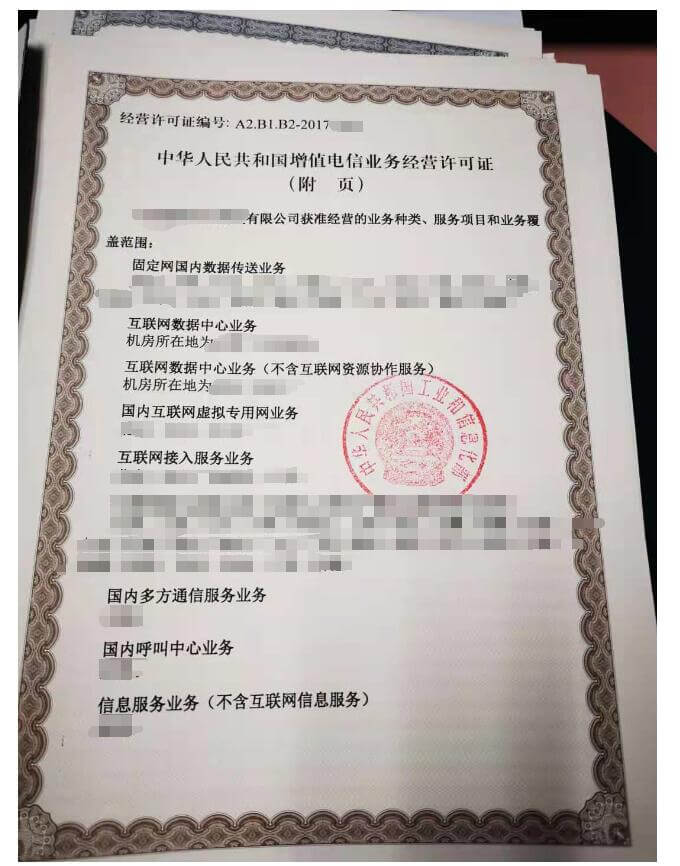 经营许可证编号: A2.B1.B2-2017
中华人民共和国增值电信业务经营许可证
(附 页)
有限公司获准经营的业务种类、服务项目和业务覆
盖范围:
固定网国内数据传送业务
互联网数据中心业务
机房所在地为
互联网数据中心业务(不含互联网资源协作服务)
机房所在地为
国内互联网虚拟专用网业务
互联网接入服务业务
中华人民共和国工业和信息化部
国内多方通信服务业务
国内呼叫中心业务
信息服务业务(不含互联网信息服务)